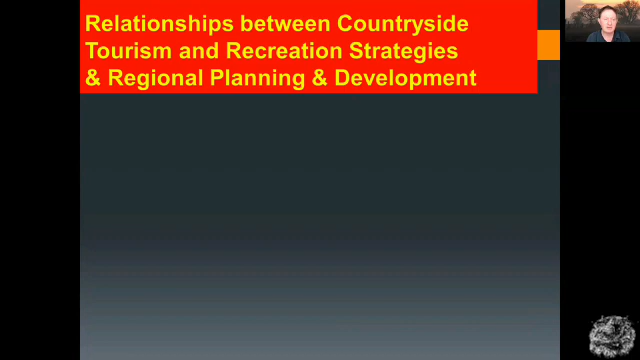 Relationships between Countryside
Tourism and Recreation Strategies
& Regional Planning & Development